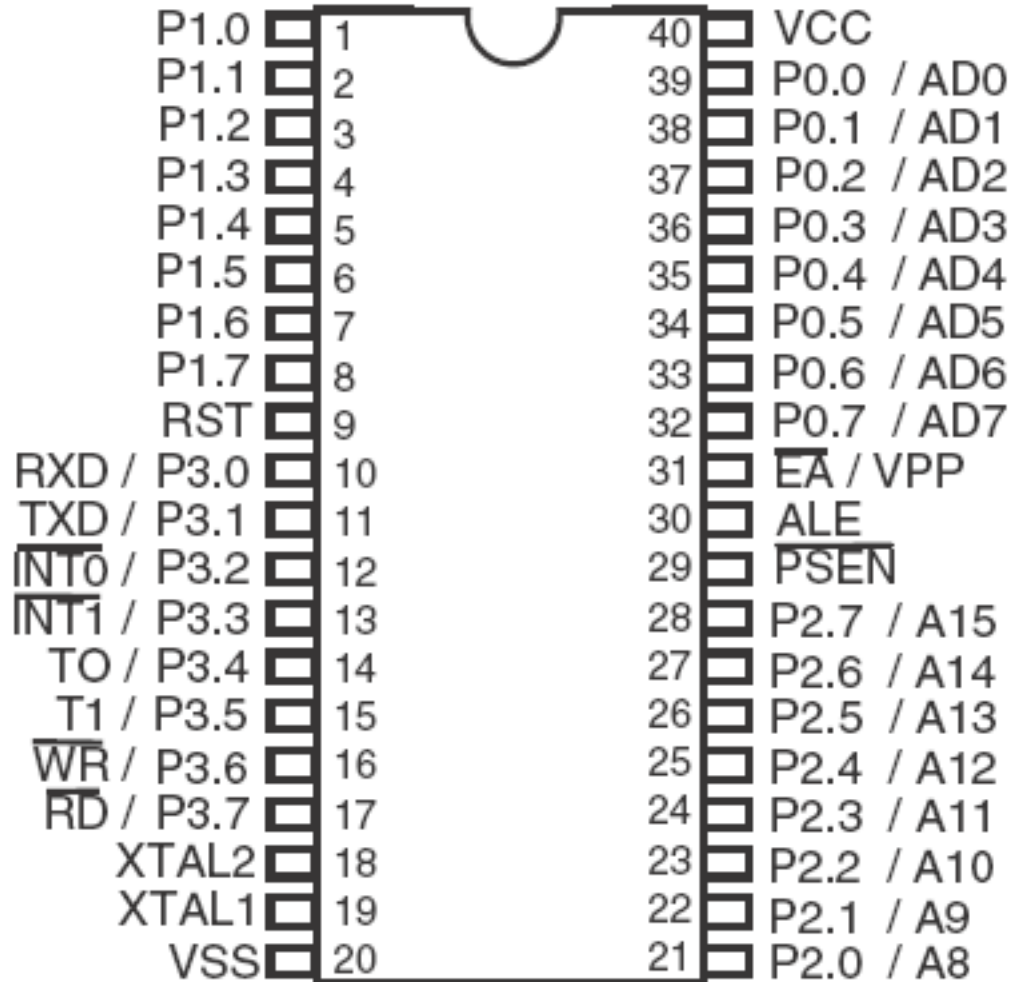 P1.0 1 40 VCC
P1.1 2 39 P0.0 / AD0
P1.2 3 38 P0.1 / AD1
P1.3 4 37 P0.2 / AD2
P1.4 5 36 P0.3 / AD3
P1.5 6 35 P0.4 / AD4
P1.6 7 34 P0.5 / AD5
P1.7 8 33 P0.6 / AD6
RST 9 32 P0.7 / AD7
RXD / P3.0 10 31 E̅A̅ / VPP
TXD / P3.1 11 30 ALE
I̅N̅T̅0̅ / P3.2 12 29 P̅S̅E̅N̅
I̅N̅T̅1̅ / P3.3 13 28 P2.7 / A15
TO / P3.4 14 27 P2.6 / A14
T1 / P3.5 15 26 P2.5 / A13
W̅R̅ / P3.6 16 25 P2.4 / A12
R̅D̅ / P3.7 17 24 P2.3 / A11
XTAL2 18 23 P2.2 / A10
XTAL1 19 22 P2.1 / A9
VSS 20 21 P2.0 / A8